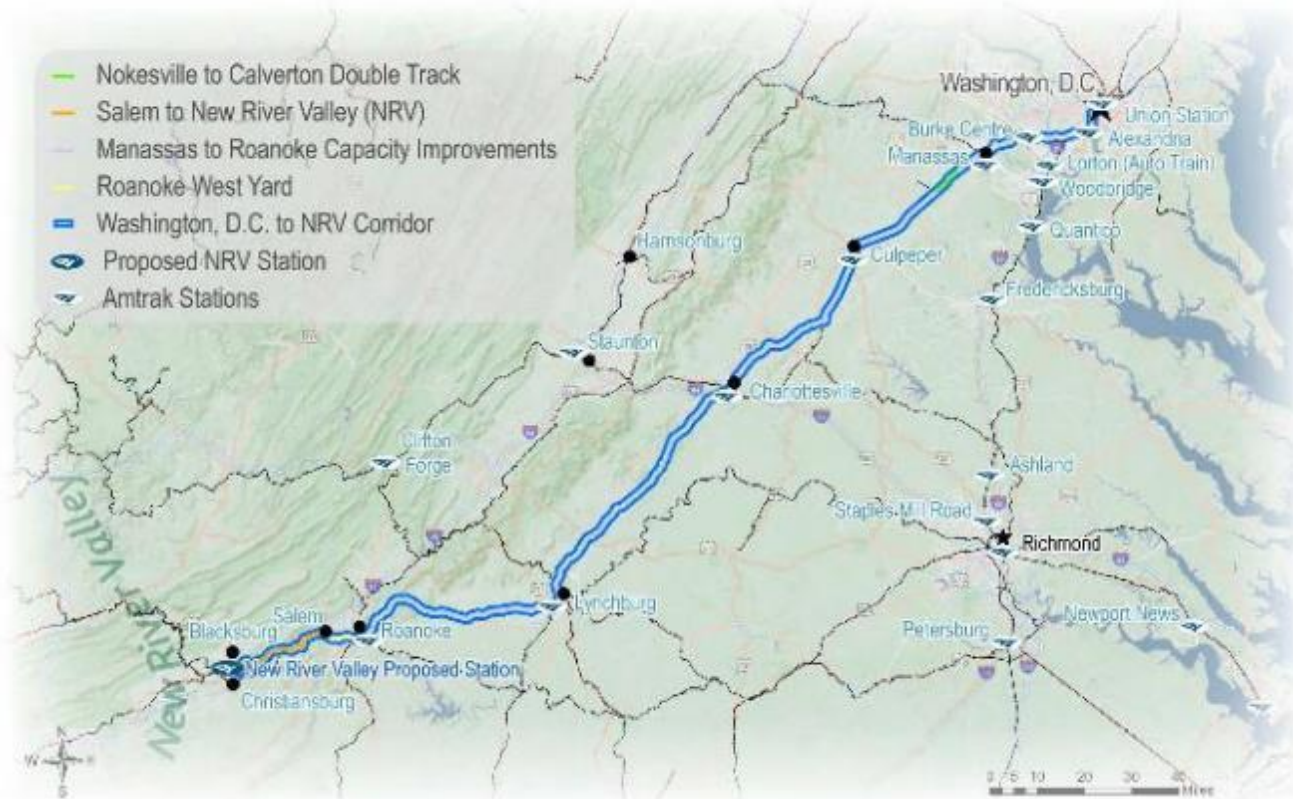 Nokesville to Calverton Double Track
Salem to New River Valley (NRV)
Manassas to Roanoke Capacity Improvements
Roanoke West Yard
Washington, D.C. to NRV Corridor
Proposed NRV Station
Amtrak Stations
Washington, D.C.
Union Station
Burke Centre
Alexandria
Manassas
Lorton (Auto Train)
Woodbridge
Quantico
Harrisonburg
Culpeper
Fredericksburg
Staunton
Charlottesville
Clifton
Forge
Ashland
Staples Mill Road
Richmond
New River Valley
Salem
Lynchburg
Blacksburg
Roanoke
Newport News
Petersburg
New River Valley Proposed Station
Christiansburg
N
W
E
S
0 5 10 20 30 40
Miles